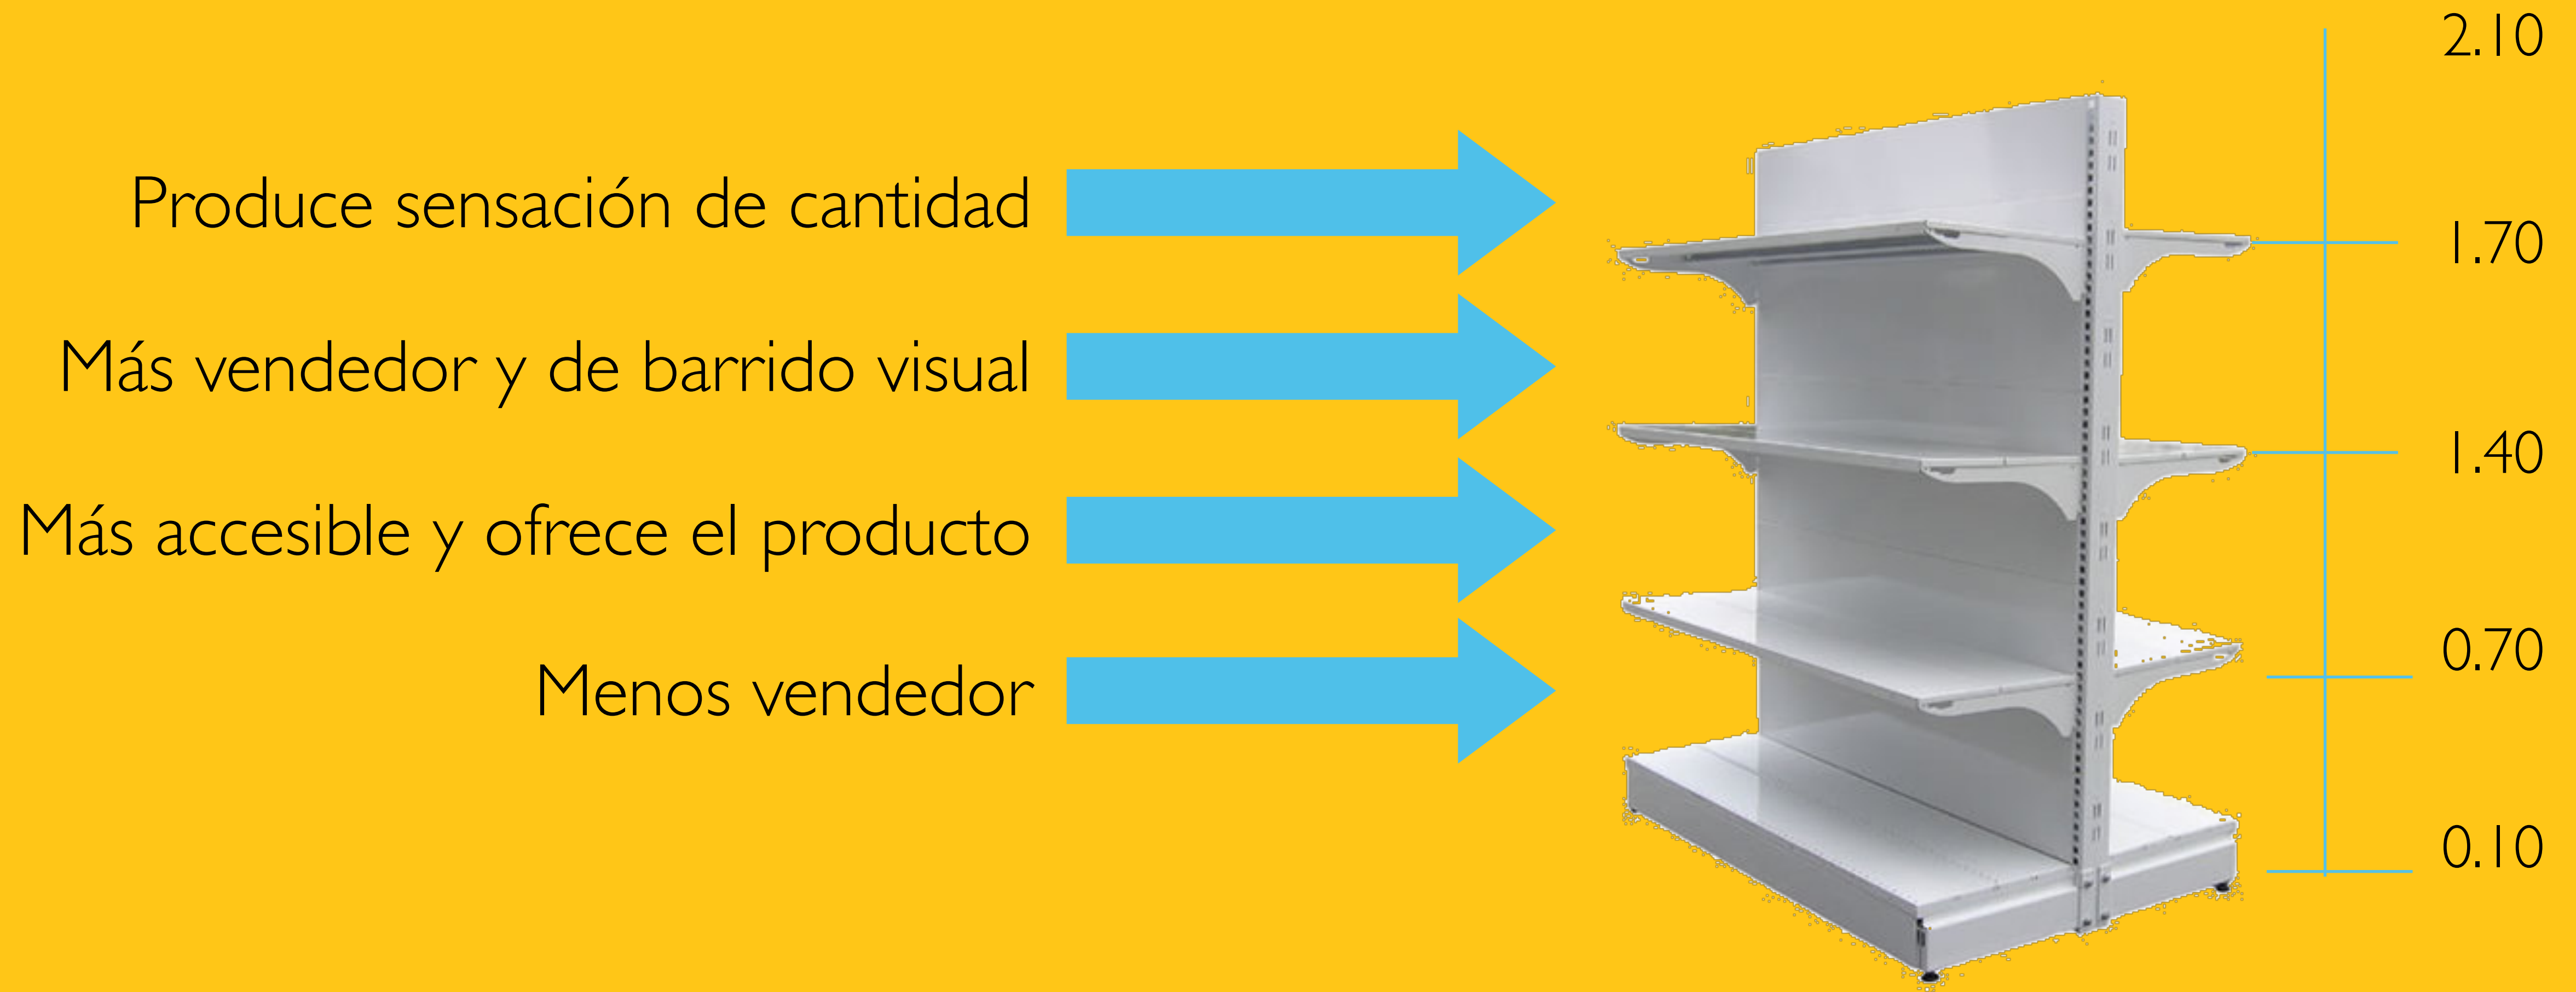 2.10
Produce sensación de cantidad
1.70
Más vendedor y de barrido visual
1.40
Más accesible y ofrece el producto
0.70
Menos vendedor
0.10